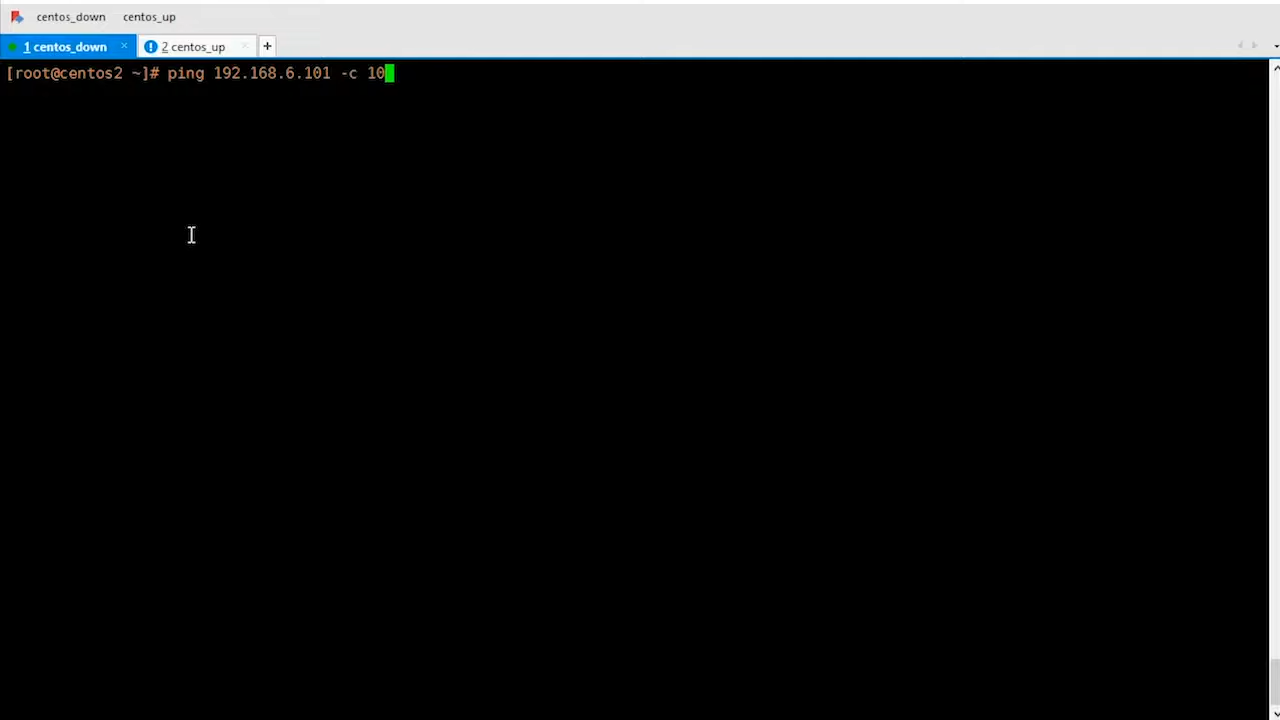 centos_down centos_up
1 centos_down × 2 centos_up × +
[root@centos2 ~]# ping 192.168.6.101 -c 10